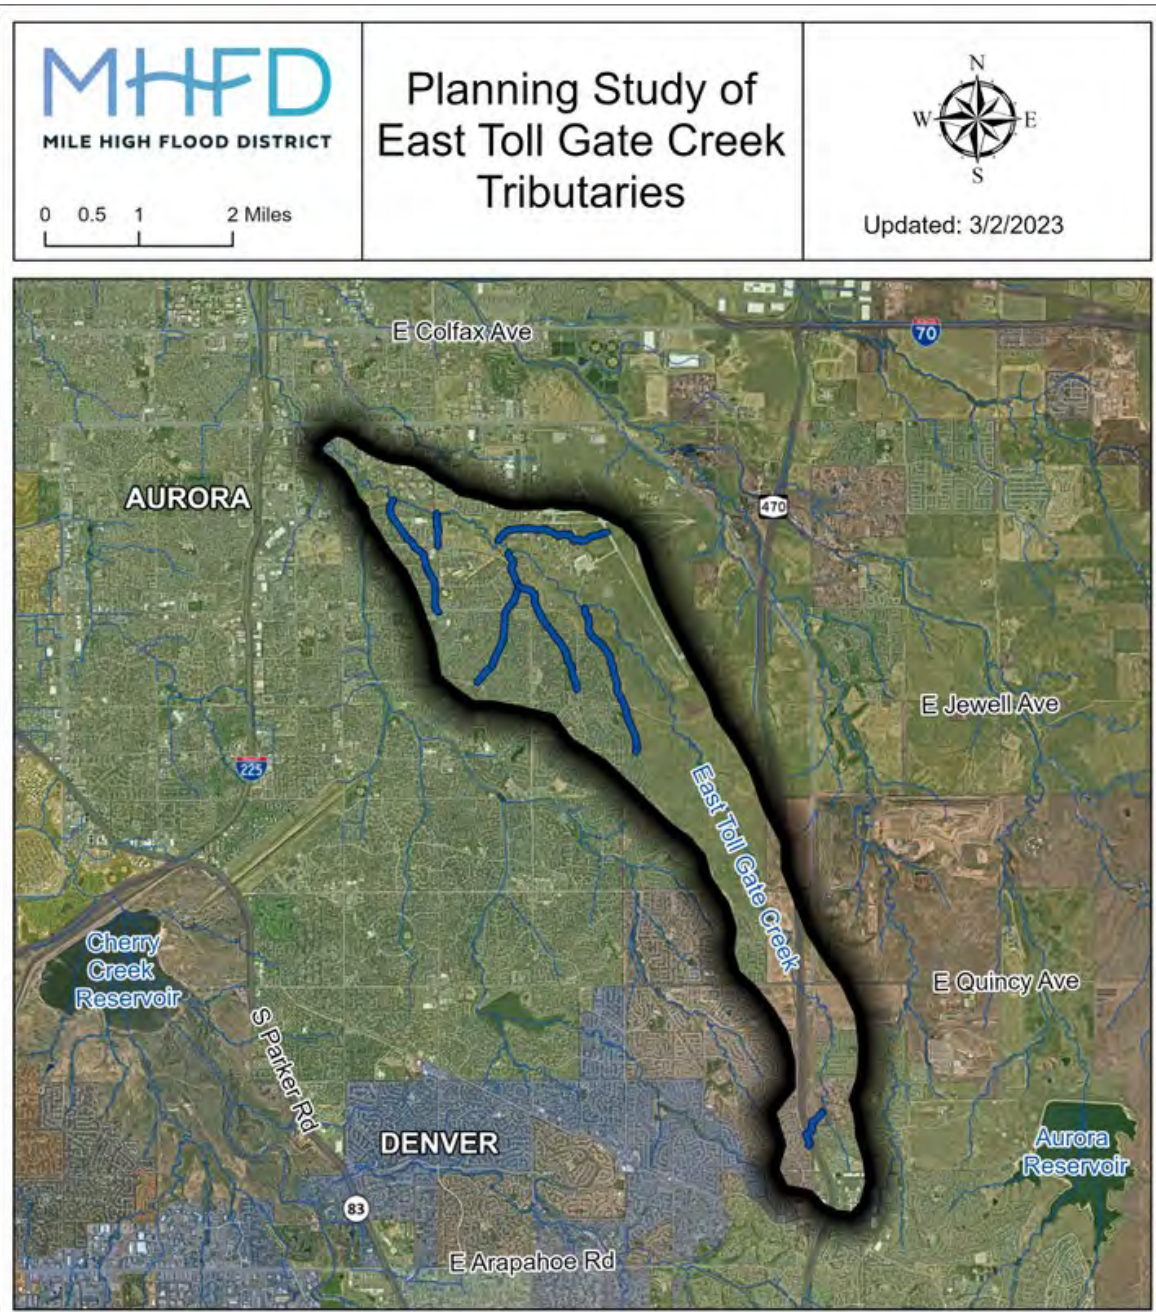 MHFD
MILE HIGH FLOOD DISTRICT
0 0.5 1 2 Miles
Planning Study of
East Toll Gate Creek
Tributaries
N
W E
S
Updated: 3/2/2023
E Colfax Ave
70
AURORA
470
E Jewell Ave
225
East Toll Gate Creek
Cherry
Creek
Reservoir
E Quincy Ave
S Parker Rd
DENVER
Aurora
Reservoir
83
E Arapahoe Rd